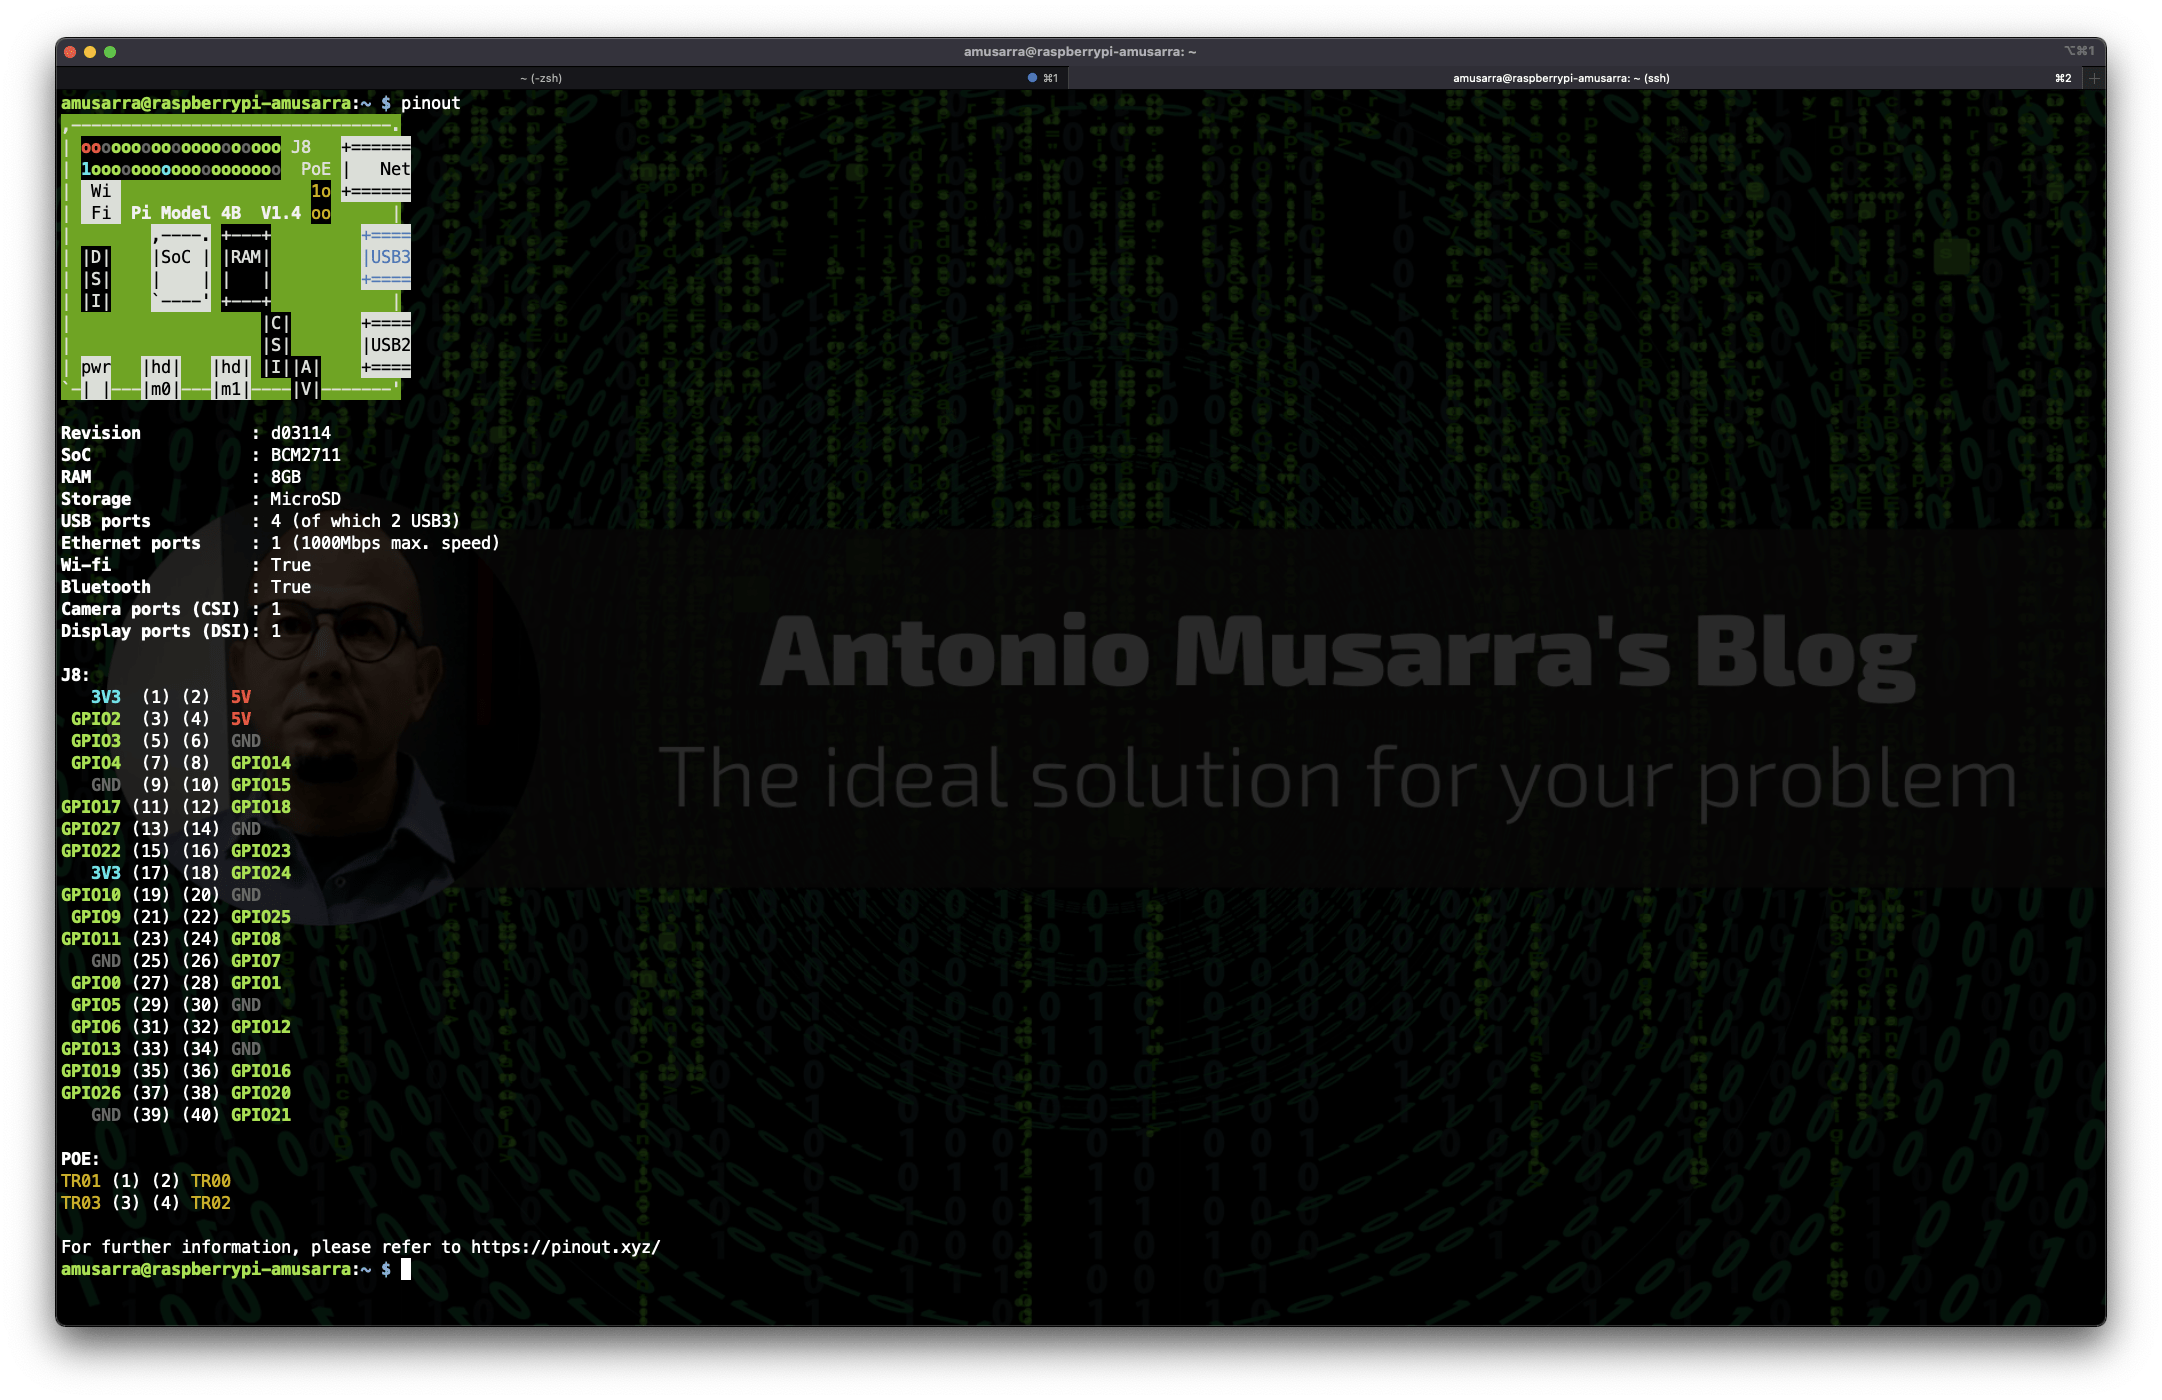 amusarra@raspberrypi-amusarra: ~
⌥⌘1
~ (-zsh)
⌘1
amusarra@raspberrypi-amusarra: ~ (ssh)
⌘2
amusarra@raspberrypi-amusarra:~ $ pinout
,--------------------------------.
| oooooooooooooooooooo J8   +======
| 1ooooooooooooooooooo  PoE |   Net
|  Wi                    1o +======
|  Fi  Pi Model 4B  V1.4 oo      |
|        ,----. +---+         +====
| |D|    |SoC | |RAM|         |USB3
| |S|    |    | |   |         +====
| |I|    `----' +---+            |
|                   |C|       +====
|                   |S|       |USB2
| pwr   |hd|   |hd| |I||A|    +====
`-| |---|m0|---|m1|----|V|-------'
Revision           : d03114
SoC                : BCM2711
RAM                : 8GB
Storage            : MicroSD
USB ports          : 4 (of which 2 USB3)
Ethernet ports     : 1 (1000Mbps max. speed)
Wi-fi              : True
Bluetooth          : True
Camera ports (CSI) : 1
Display ports (DSI): 1
Antonio Musarra's Blog
The ideal solution for your problem
J8:
   3V3  (1) (2)  5V
 GPIO2  (3) (4)  5V
 GPIO3  (5) (6)  GND
 GPIO4  (7) (8)  GPIO14
   GND  (9) (10) GPIO15
GPIO17 (11) (12) GPIO18
GPIO27 (13) (14) GND
GPIO22 (15) (16) GPIO23
   3V3 (17) (18) GPIO24
GPIO10 (19) (20) GND
 GPIO9 (21) (22) GPIO25
GPIO11 (23) (24) GPIO8
   GND (25) (26) GPIO7
 GPIO0 (27) (28) GPIO1
 GPIO5 (29) (30) GND
 GPIO6 (31) (32) GPIO12
GPIO13 (33) (34) GND
GPIO19 (35) (36) GPIO16
GPIO26 (37) (38) GPIO20
   GND (39) (40) GPIO21
POE:
TR01 (1) (2) TR00
TR03 (3) (4) TR02
For further information, please refer to https://pinout.xyz/
amusarra@raspberrypi-amusarra:~ $